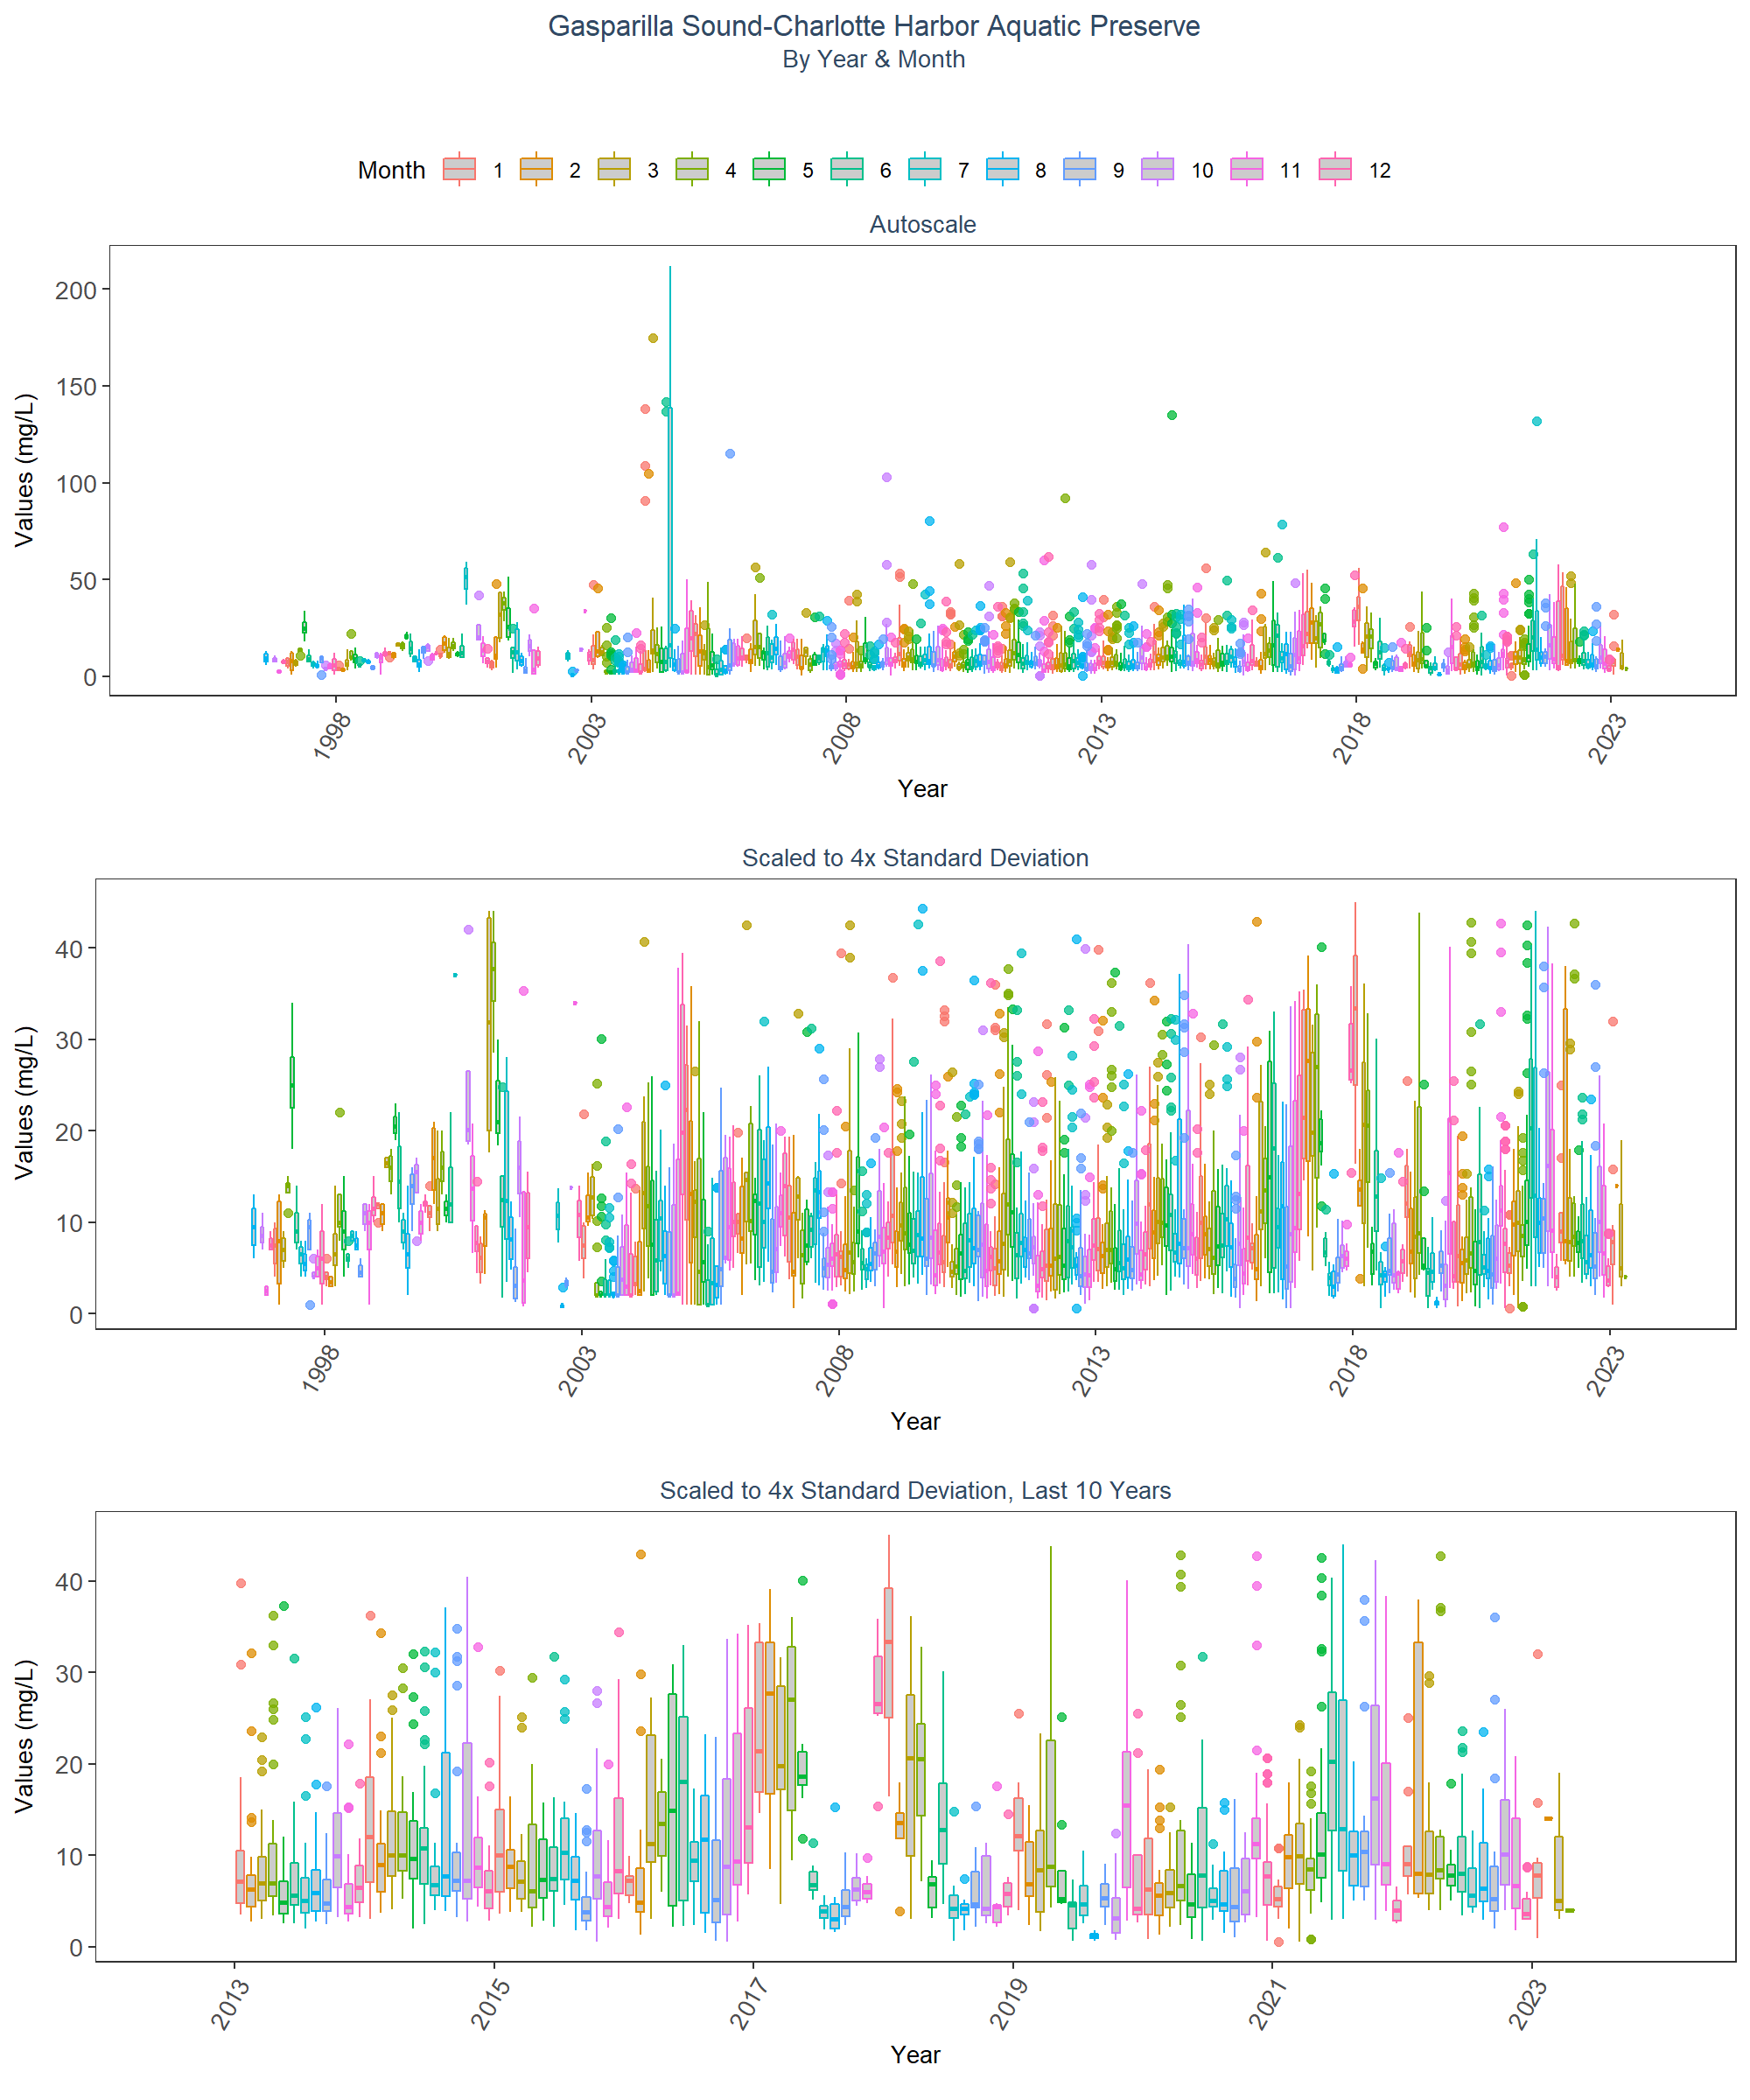 Gasparilla Sound-Charlotte Harbor Aquatic Preserve
By Year & Month
Month 1 2 3 4 5 6 7 8 9 10 11 12
Autoscale
Values (mg/L)
200
150
100
50
0
1998 2003 2008 2013 2018 2023
Year
Scaled to 4x Standard Deviation
Values (mg/L)
40
30
20
10
0
1998 2003 2008 2013 2018 2023
Year
Scaled to 4x Standard Deviation, Last 10 Years
Values (mg/L)
40
30
20
10
0
2013 2015 2017 2019 2021 2023
Year